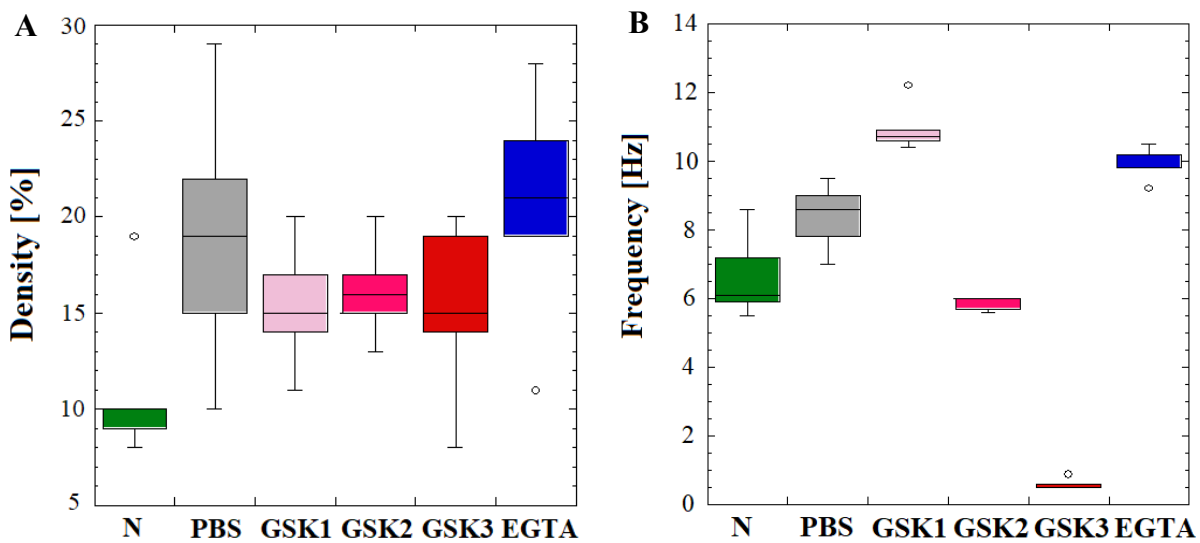 A
Density [%]
30
25
20
15
10
5
N PBS GSK1 GSK2 GSK3 EGTA
B
Frequency [Hz]
14
12
10
8
6
4
2
0
N PBS GSK1 GSK2 GSK3 EGTA